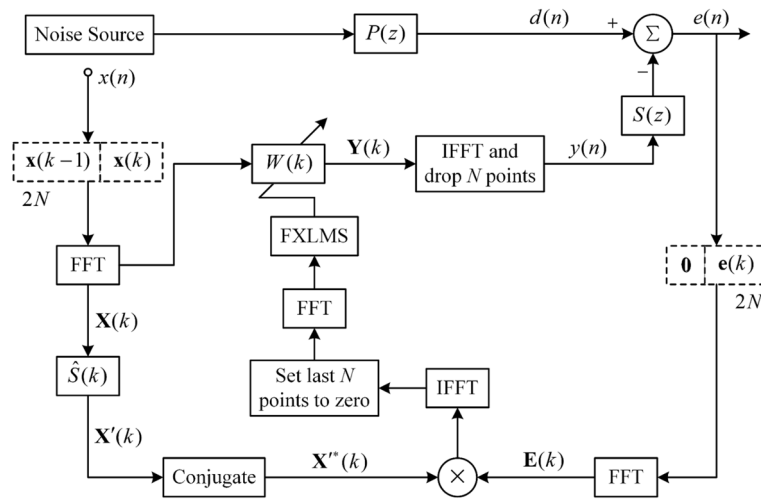 Noise Source
P(z)
d(n)
+
Σ
e(n)
x(n)
−
S(z)
x(k −1)
x(k)
2N
W(k)
Y(k)
IFFT and
drop N points
y(n)
FFT
FXLMS
0
e(k)
2N
X(k)
FFT
Ŝ(k)
Set last N
points to zero
IFFT
X′(k)
Conjugate
X′*(k)
×
E(k)
FFT